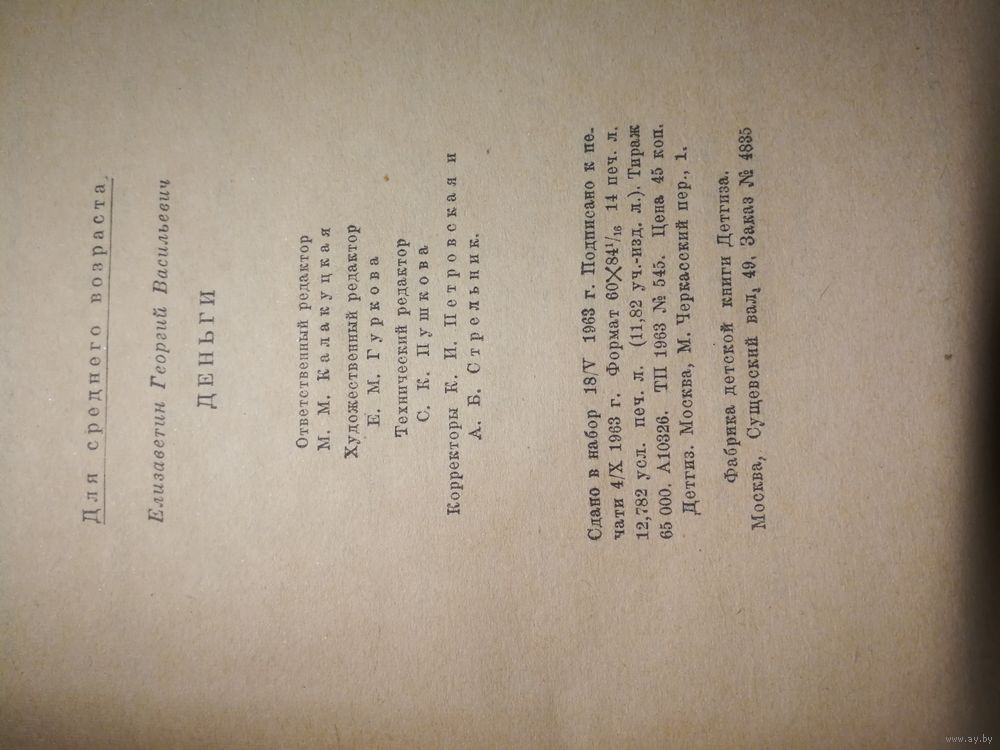 Для среднего возраста
Елизаветин Георгий Васильевич
ДЕНЬГИ
Ответственный редактор
М. М. Калакуцкая
Художественный редактор
Е. М. Гуркова
Технический редактор
С. К. Пушкова
Корректоры К. И. Петровская и
А. Б. Стрельник.
Сдано в набор 18/V 1963 г. Подписано к пе-
чати 4/X 1963 г. Формат 60×84¹/₁₆ 14 печ. л.
12,782 усл. печ. л. (11,82 уч.-изд. л.). Тираж
65 000. А10326. ТП 1963 № 545. Цена 45 коп.
Детгиз. Москва, М. Черкасский пер., 1.
Фабрика детской книги Детгиза.
Москва, Сущевский вал, 49. Заказ № 4835
www.ay.by